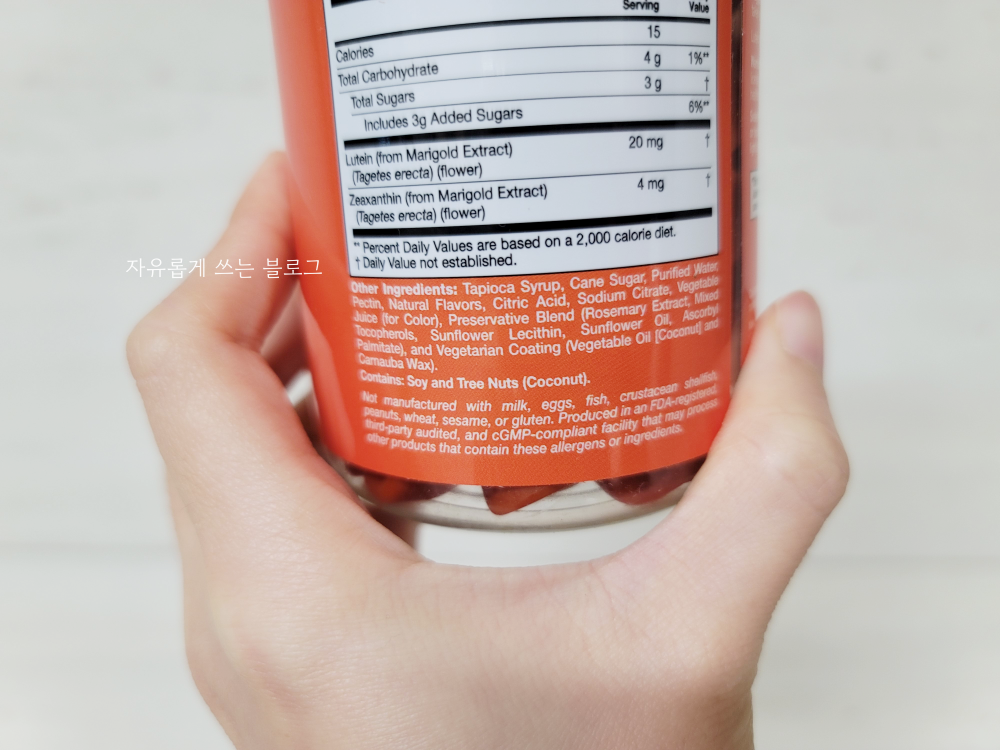 Serving Value
15
Calories 4 g 1%**
Total Carbohydrate 3 g †
Total Sugars 6%**
Includes 3g Added Sugars
Lutein (from Marigold Extract) 20 mg †
(Tagetes erecta) (flower)
Zeaxanthin (from Marigold Extract) 4 mg †
(Tagetes erecta) (flower)
** Percent Daily Values are based on a 2,000 calorie diet.
† Daily Value not established.
Other Ingredients: Tapioca Syrup, Cane Sugar, Purified Water,
Pectin, Natural Flavors, Citric Acid, Sodium Citrate, Vegetable
Juice (for Color), Preservative Blend (Rosemary Extract, Mixed
Tocopherols, Sunflower Lecithin, Sunflower Oil, Ascorbyl
Palmitate), and Vegetarian Coating (Vegetable Oil [Coconut] and
Carnauba Wax).
Contains: Soy and Tree Nuts (Coconut).
Not manufactured with milk, eggs, fish, crustacean shellfish,
peanuts, wheat, sesame, or gluten. Produced in an FDA-registered,
third-party audited, and cGMP-compliant facility that may process
other products that contain these allergens or ingredients.
자유롭게 쓰는 블로그